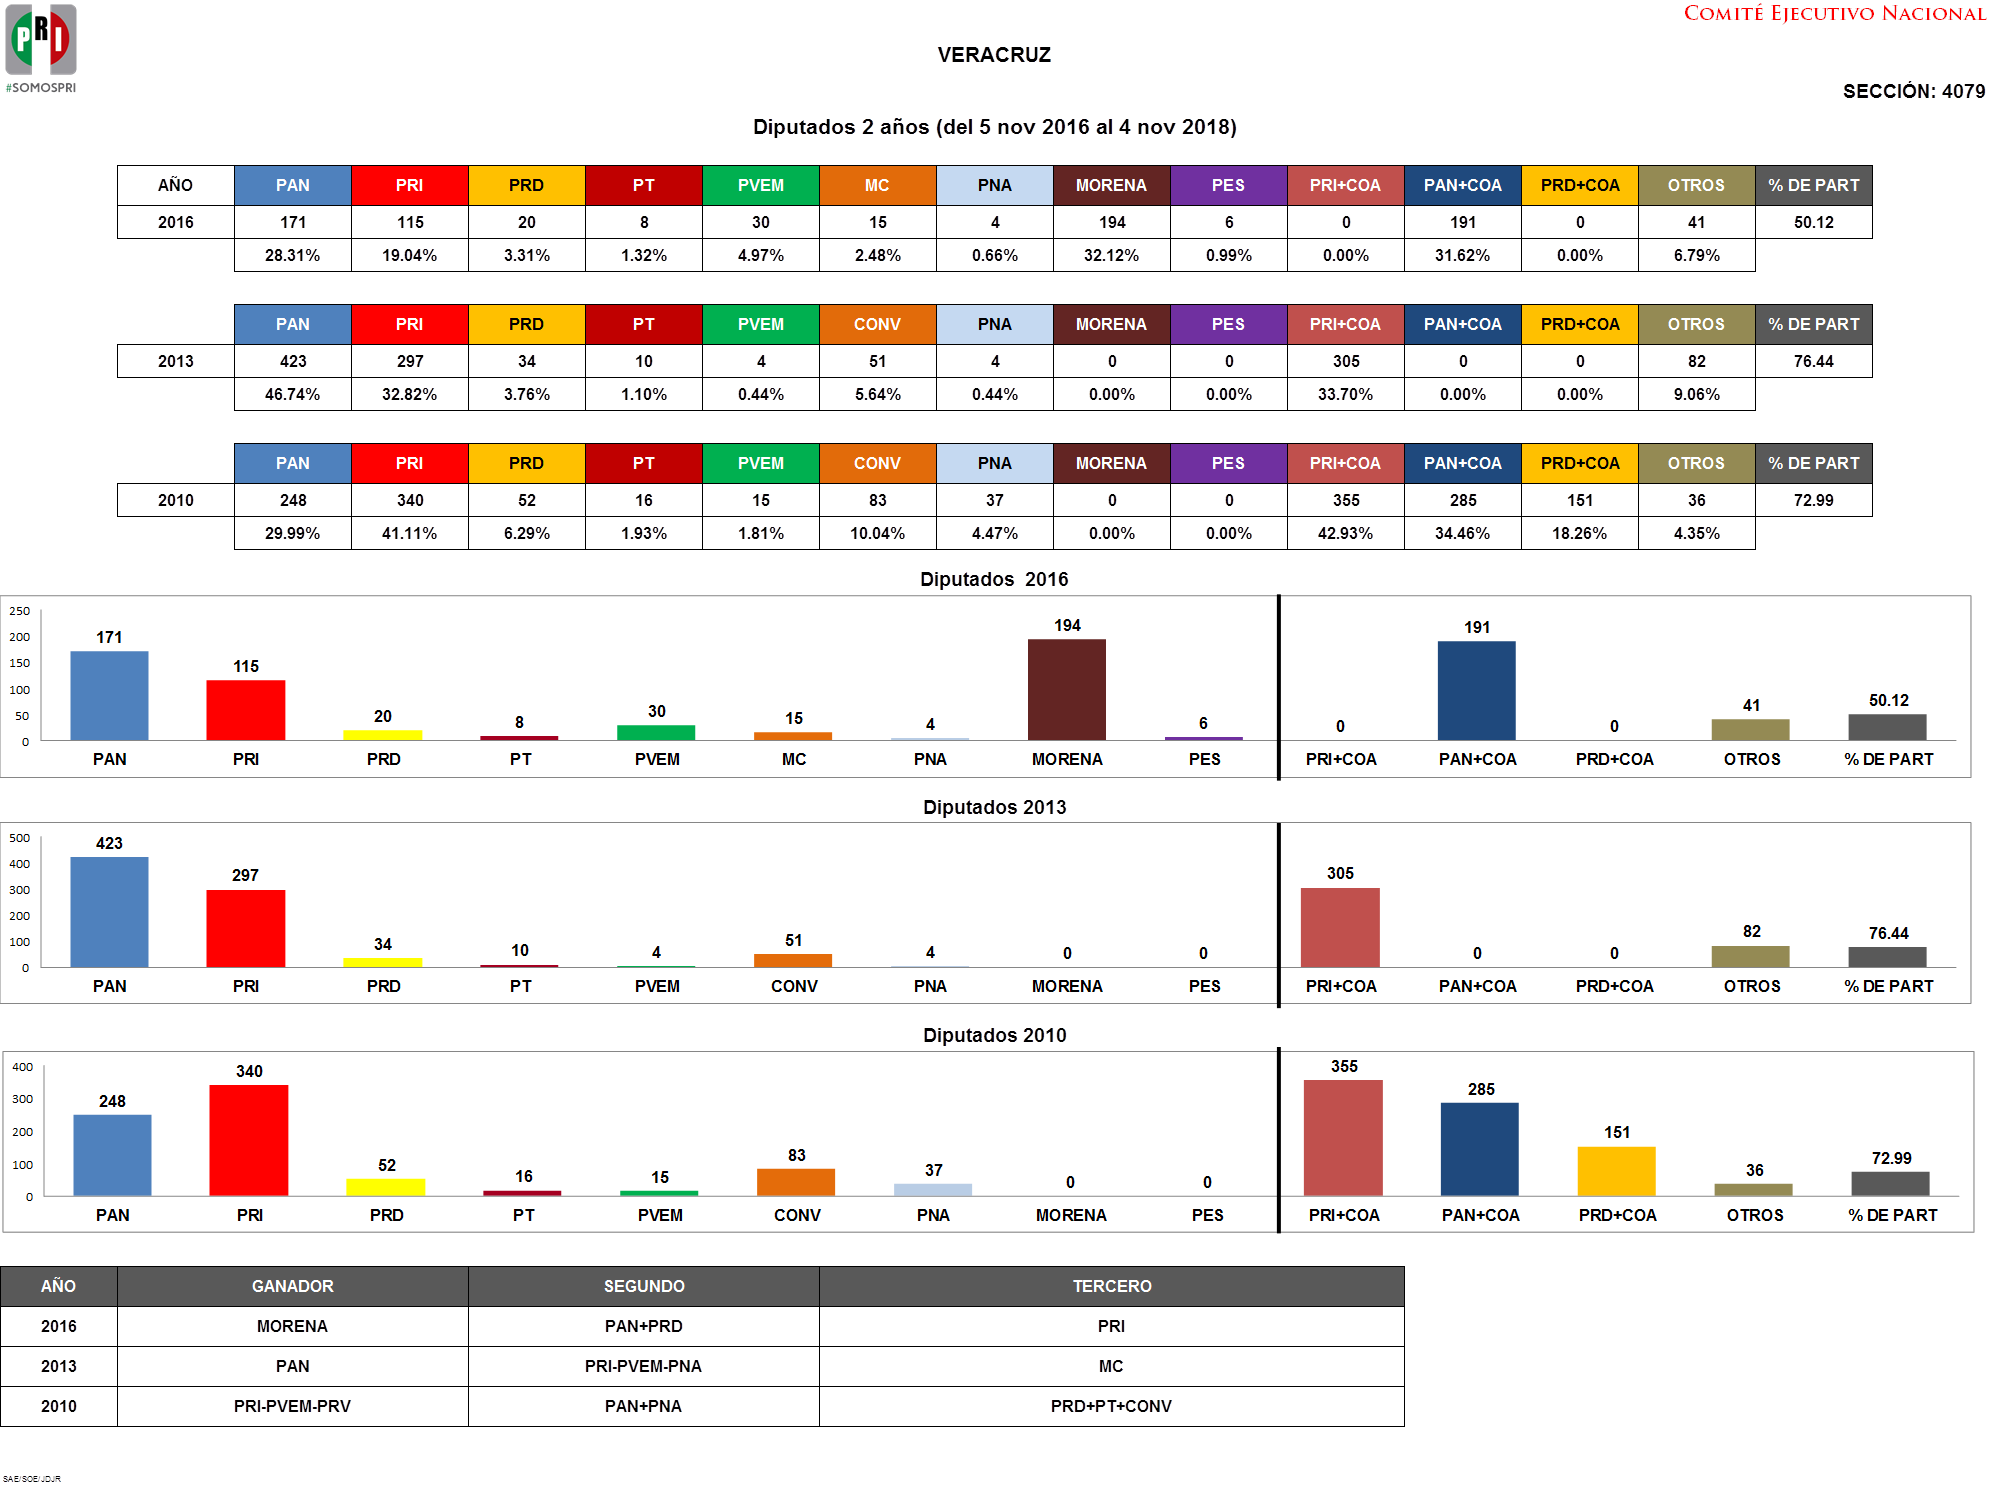 PRI
#SOMOSPRI
COMITÉ EJECUTIVO NACIONAL
VERACRUZ
SECCIÓN: 4079
Diputados 2 años (del 5 nov 2016 al 4 nov 2018)
AÑO PAN PRI PRD PT PVEM MC PNA MORENA PES PRI+COA PAN+COA PRD+COA OTROS % DE PART
2016 171 115 20 8 30 15 4 194 6 0 191 0 41 50.12
28.31% 19.04% 3.31% 1.32% 4.97% 2.48% 0.66% 32.12% 0.99% 0.00% 31.62% 0.00% 6.79%
PAN PRI PRD PT PVEM CONV PNA MORENA PES PRI+COA PAN+COA PRD+COA OTROS % DE PART
2013 423 297 34 10 4 51 4 0 0 305 0 0 82 76.44
46.74% 32.82% 3.76% 1.10% 0.44% 5.64% 0.44% 0.00% 0.00% 33.70% 0.00% 0.00% 9.06%
PAN PRI PRD PT PVEM CONV PNA MORENA PES PRI+COA PAN+COA PRD+COA OTROS % DE PART
2010 248 340 52 16 15 83 37 0 0 355 285 151 36 72.99
29.99% 41.11% 6.29% 1.93% 1.81% 10.04% 4.47% 0.00% 0.00% 42.93% 34.46% 18.26% 4.35%
Diputados 2016
250
200
150
100
50
0
171 115 20 8 30 15 4 194 6 0 191 0 41 50.12
PAN PRI PRD PT PVEM MC PNA MORENA PES PRI+COA PAN+COA PRD+COA OTROS % DE PART
Diputados 2013
500
400
300
200
100
0
423 297 34 10 4 51 4 0 0 305 0 0 82 76.44
PAN PRI PRD PT PVEM CONV PNA MORENA PES PRI+COA PAN+COA PRD+COA OTROS % DE PART
Diputados 2010
400
300
200
100
0
248 340 52 16 15 83 37 0 0 355 285 151 36 72.99
PAN PRI PRD PT PVEM CONV PNA MORENA PES PRI+COA PAN+COA PRD+COA OTROS % DE PART
AÑO GANADOR SEGUNDO TERCERO
2016 MORENA PAN+PRD PRI
2013 PAN PRI-PVEM-PNA MC
2010 PRI-PVEM-PRV PAN+PNA PRD+PT+CONV
SAE/SOE/JDJR